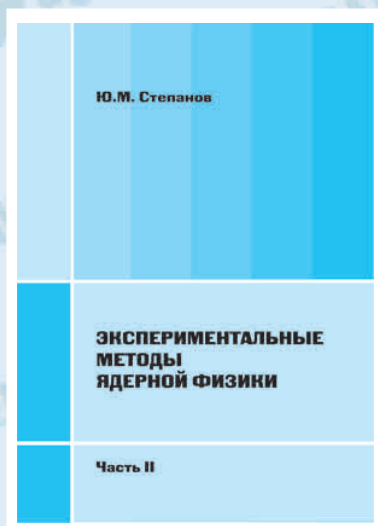 Ю.М. Степанов
ЭКСПЕРИМЕНТАЛЬНЫЕ
МЕТОДЫ
ЯДЕРНОЙ ФИЗИКИ
Часть II